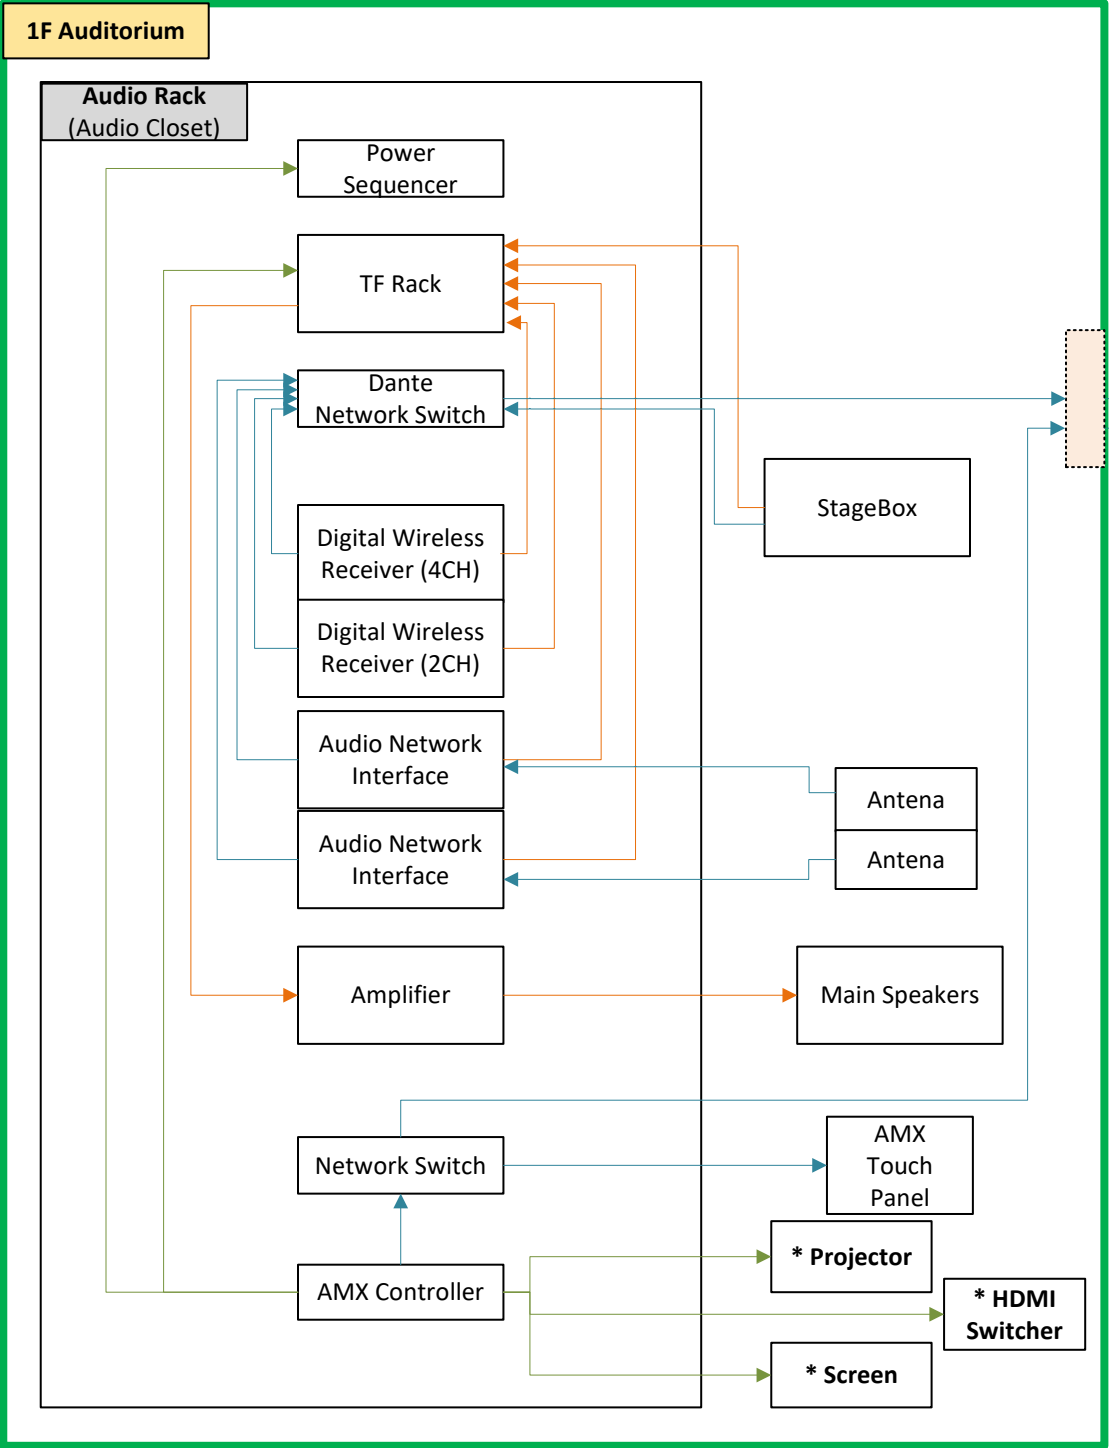 1F Auditorium
Audio Rack
(Audio Closet)
Power
Sequencer
TF Rack
Dante
Network Switch
StageBox
Digital Wireless
Receiver (4CH)
Digital Wireless
Receiver (2CH)
Audio Network
Interface
Antena
Audio Network
Interface
Antena
Amplifier
Main Speakers
Network Switch
AMX
Touch
Panel
* Projector
AMX Controller
* HDMI
Switcher
* Screen